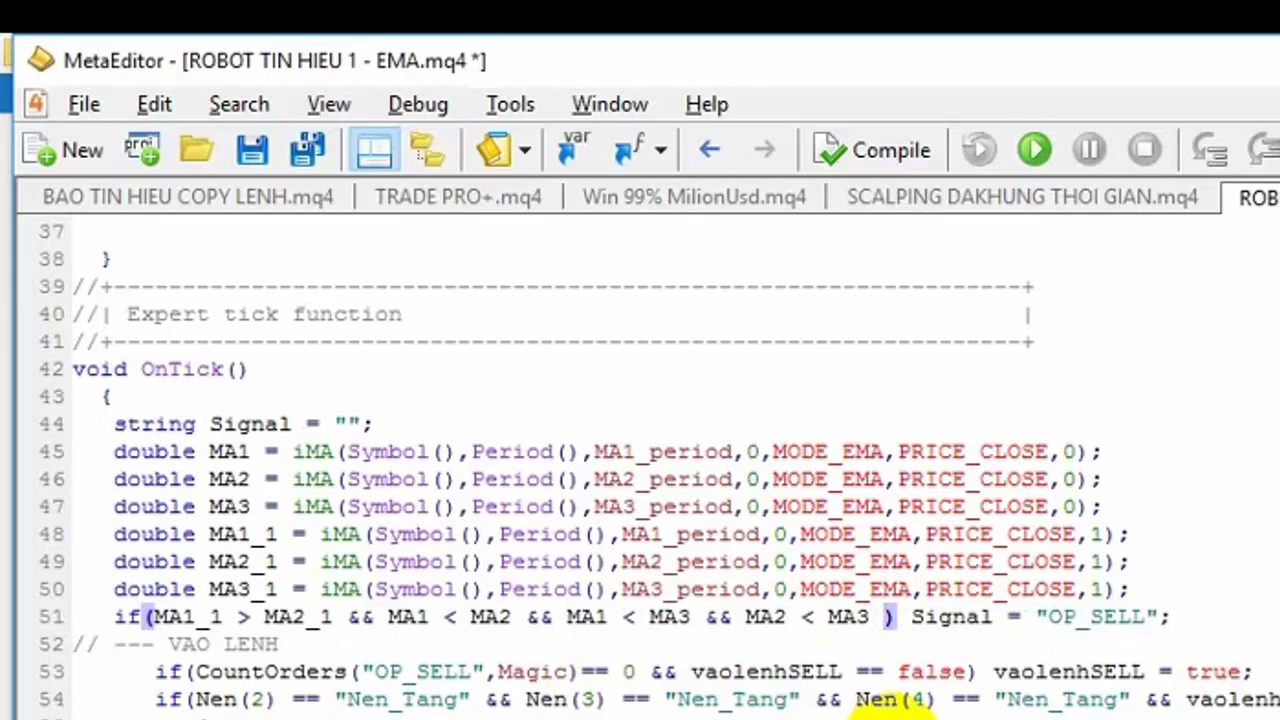 MetaEditor - [ROBOT TIN HIEU 1 - EMA.mq4 *]
File Edit Search View Debug Tools Window Help
New Compile
BAO TIN HIEU COPY LENH.mq4 TRADE PRO+.mq4 Win 99% MilionUsd.mq4 SCALPING DAKHUNG THOI GIAN.mq4 ROB
37
38 }
39 //+------------------------------------------------------------------+
40 //| Expert tick function |
41 //+------------------------------------------------------------------+
42 void OnTick()
43 {
44 string Signal = "";
45 double MA1 = iMA(Symbol(),Period(),MA1_period,0,MODE_EMA,PRICE_CLOSE,0);
46 double MA2 = iMA(Symbol(),Period(),MA2_period,0,MODE_EMA,PRICE_CLOSE,0);
47 double MA3 = iMA(Symbol(),Period(),MA3_period,0,MODE_EMA,PRICE_CLOSE,0);
48 double MA1_1 = iMA(Symbol(),Period(),MA1_period,0,MODE_EMA,PRICE_CLOSE,1);
49 double MA2_1 = iMA(Symbol(),Period(),MA2_period,0,MODE_EMA,PRICE_CLOSE,1);
50 double MA3_1 = iMA(Symbol(),Period(),MA3_period,0,MODE_EMA,PRICE_CLOSE,1);
51 if(MA1_1 > MA2_1 && MA1 < MA2 && MA1 < MA3 && MA2 < MA3 ) Signal = "OP_SELL";
52 // --- VAO LENH
53 if(CountOrders("OP_SELL",Magic)== 0 && vaolenhSELL == false) vaolenhSELL = true;
54 if(Nen(2) == "Nen_Tang" && Nen(3) == "Nen_Tang" && Nen(4) == "Nen_Tang" && vaolenh